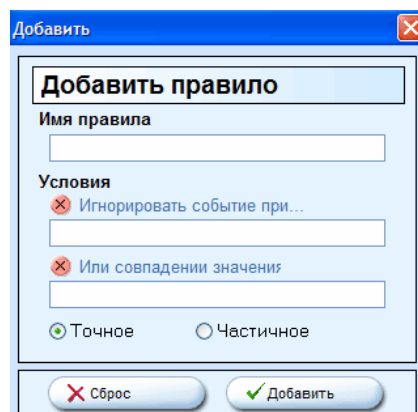 Добавить
Добавить правило
Имя правила
Условия
Игнорировать событие при...
Или совпадении значения
Точное
Частичное
Сброс
Добавить